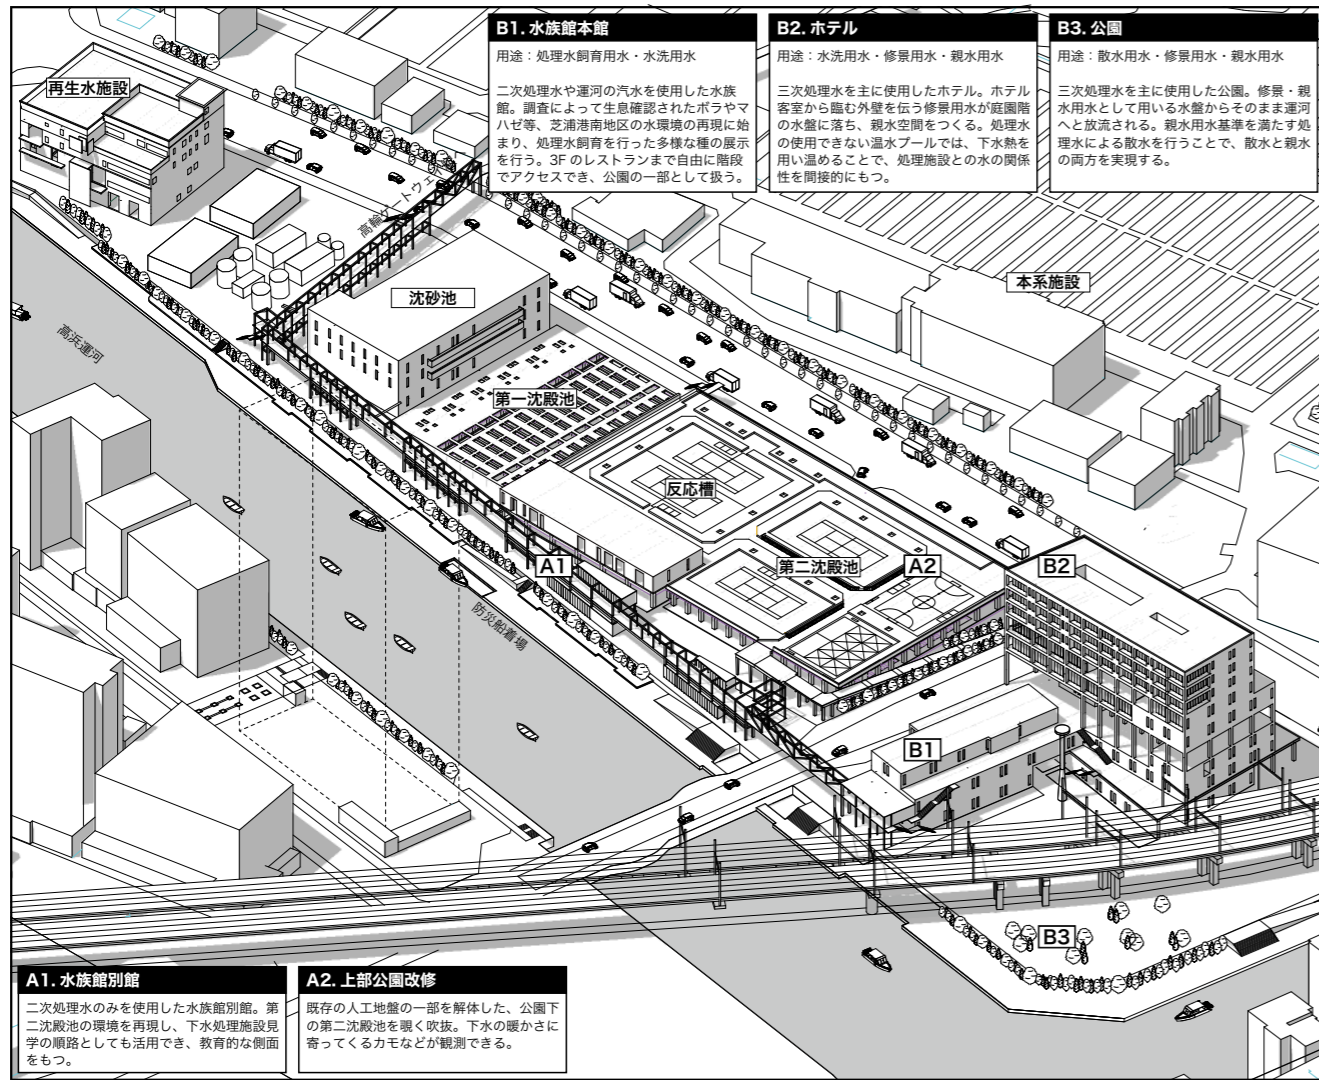 B1. 水族館本館
用途：処理水飼育用水・水洗用水
二次処理水や運河の汽水を使用した水族
館。調査によって生息確認されたボラやマ
ハゼ等、芝浦港南地区の水環境の再現に始
まり、処理水飼育を行った多様な種の展示
を行う。3F のレストランまで自由に階段
でアクセスでき、公園の一部として扱う。
B2. ホテル
用途：水洗用水・修景用水・親水用水
三次処理水を主に使用したホテル。ホテル
客室から臨む外壁を伝う修景用水が庭園階
の水盤に落ち、親水空間をつくる。処理水
の使用できない温水プールでは、下水熱を
用い温めることで、処理施設との水の関係
性を間接的にもつ。
B3. 公園
用途：散水用水・修景用水・親水用水
三次処理水を主に使用した公園。修景・親
水用水として用いる水盤からそのまま運河
へと放流される。親水用水基準を満たす処
理水による散水を行うことで、散水と親水
の両方を実現する。
再生水施設
高輪ゲートウェイ
沈砂池
本系施設
高浜運河
第一沈殿池
反応槽
A1
第二沈殿池
A2
B2
防災船着場
B1
B3
A1. 水族館別館
二次処理水のみを使用した水族館別館。第
二沈殿池の環境を再現し、下水処理施設見
学の順路としても活用でき、教育的な側面
をもつ。
A2. 上部公園改修
既存の人工地盤の一部を解体した、公園下
の第二沈殿池を覗く吹抜。下水の暖かさに
寄ってくるカモなどが観測できる。